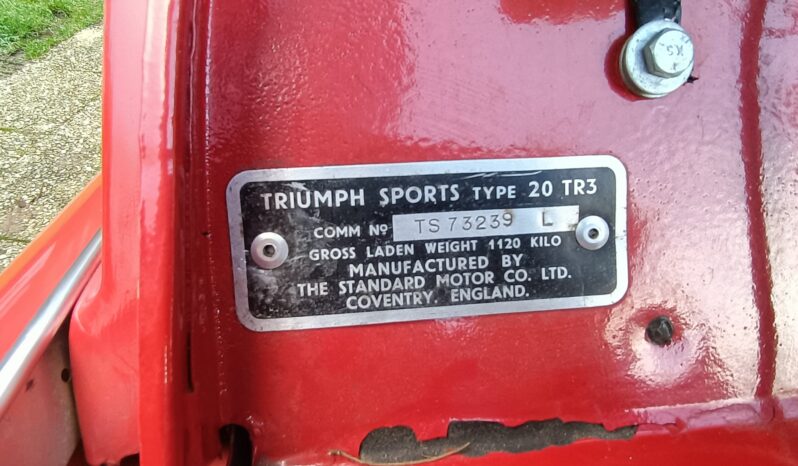 TRIUMPH SPORTS TYPE 20 TR3
COMM Nº TS 73239 L
GROSS LADEN WEIGHT 1120 KILO
MANUFACTURED BY
THE STANDARD MOTOR CO. LTD.
COVENTRY, ENGLAND.